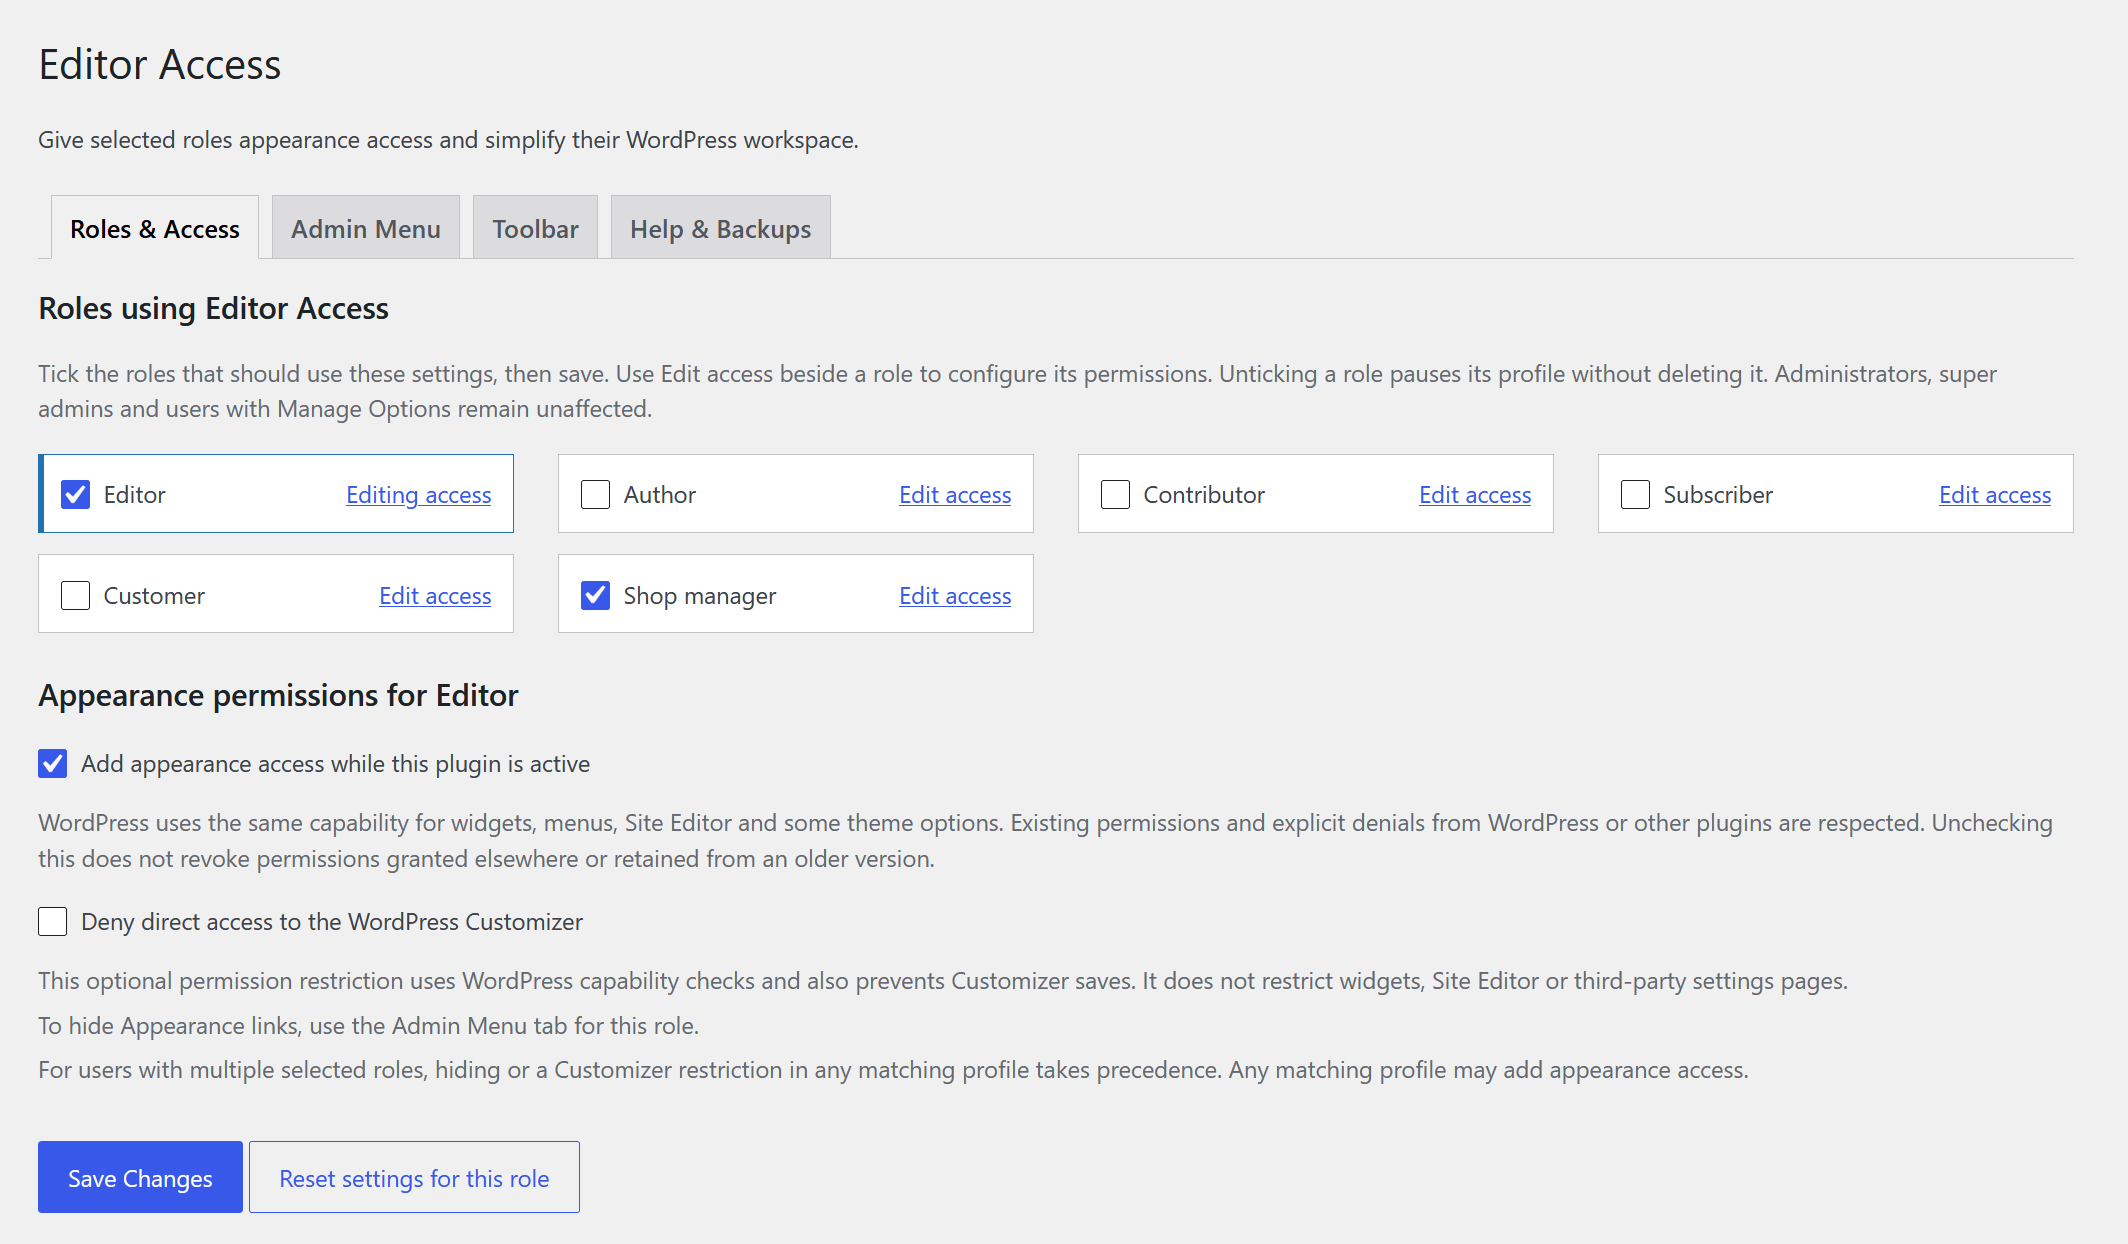 Editor Access
Give selected roles appearance access and simplify their WordPress workspace.
Roles & Access
Admin Menu
Toolbar
Help & Backups
Roles using Editor Access
Tick the roles that should use these settings, then save. Use Edit access beside a role to configure its permissions. Unticking a role pauses its profile without deleting it. Administrators, super
admins and users with Manage Options remain unaffected.
Editor
Editing access
Author
Edit access
Contributor
Edit access
Subscriber
Edit access
Customer
Edit access
Shop manager
Edit access
Appearance permissions for Editor
Add appearance access while this plugin is active
WordPress uses the same capability for widgets, menus, Site Editor and some theme options. Existing permissions and explicit denials from WordPress or other plugins are respected. Unchecking
this does not revoke permissions granted elsewhere or retained from an older version.
Deny direct access to the WordPress Customizer
This optional permission restriction uses WordPress capability checks and also prevents Customizer saves. It does not restrict widgets, Site Editor or third-party settings pages.
To hide Appearance links, use the Admin Menu tab for this role.
For users with multiple selected roles, hiding or a Customizer restriction in any matching profile takes precedence. Any matching profile may add appearance access.
Save Changes
Reset settings for this role